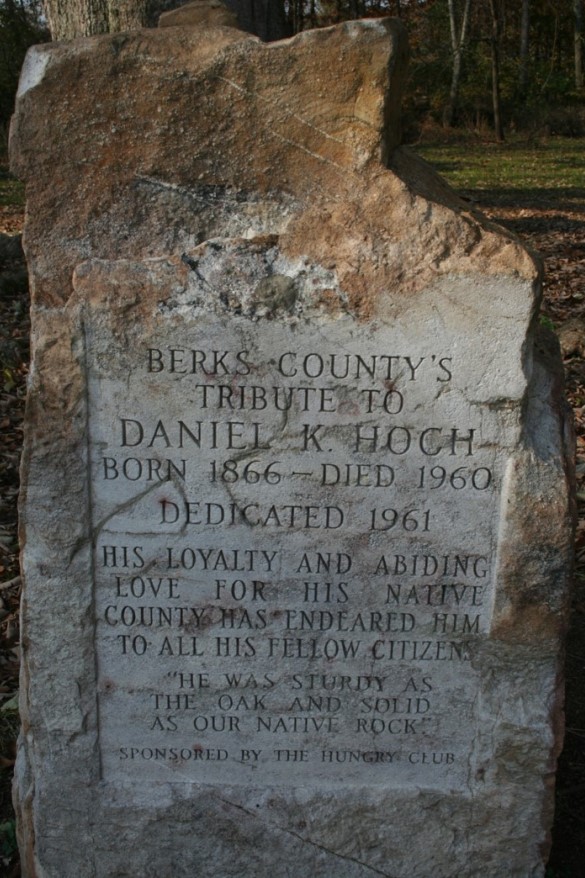 BERKS COUNTY'S
TRIBUTE TO
DANIEL K. HOCH
BORN 1866 – DIED 1960
DEDICATED 1961
HIS LOYALTY AND ABIDING
LOVE FOR HIS NATIVE
COUNTY HAS ENDEARED HIM
TO ALL HIS FELLOW CITIZENS
"HE WAS STURDY AS
THE OAK AND SOLID
AS OUR NATIVE ROCK"
SPONSORED BY THE HUNGRY CLUB